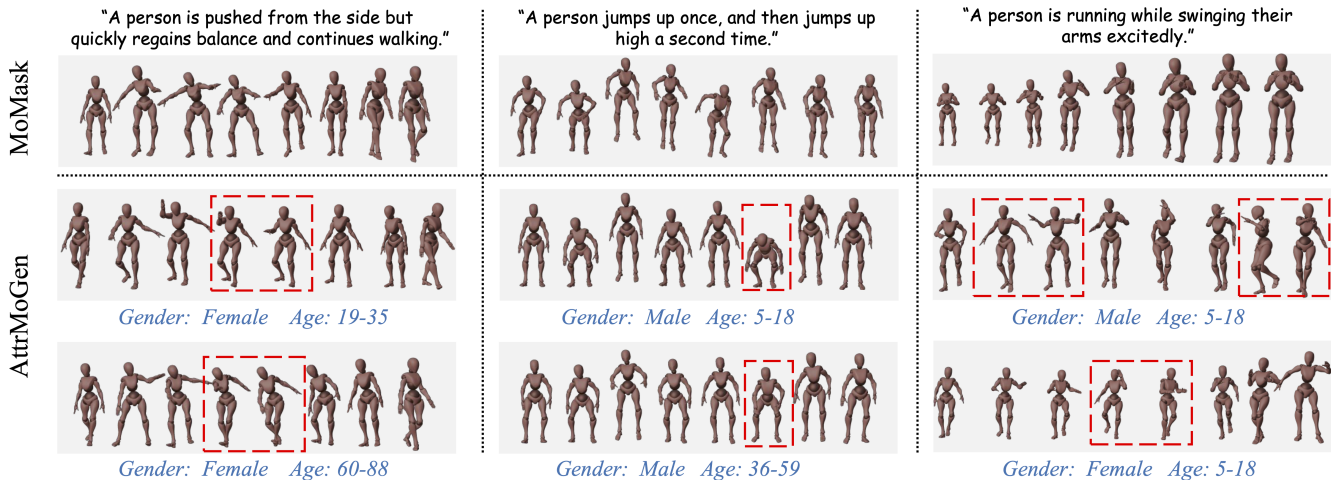 “A person is pushed from the side but
quickly regains balance and continues walking.”
“A person jumps up once, and then jumps up
high a second time.”
“A person is running while swinging their
arms excitedly.”
MoMask
AttrMoGen
Gender: Female Age: 19-35
Gender: Male Age: 5-18
Gender: Male Age: 5-18
Gender: Female Age: 60-88
Gender: Male Age: 36-59
Gender: Female Age: 5-18